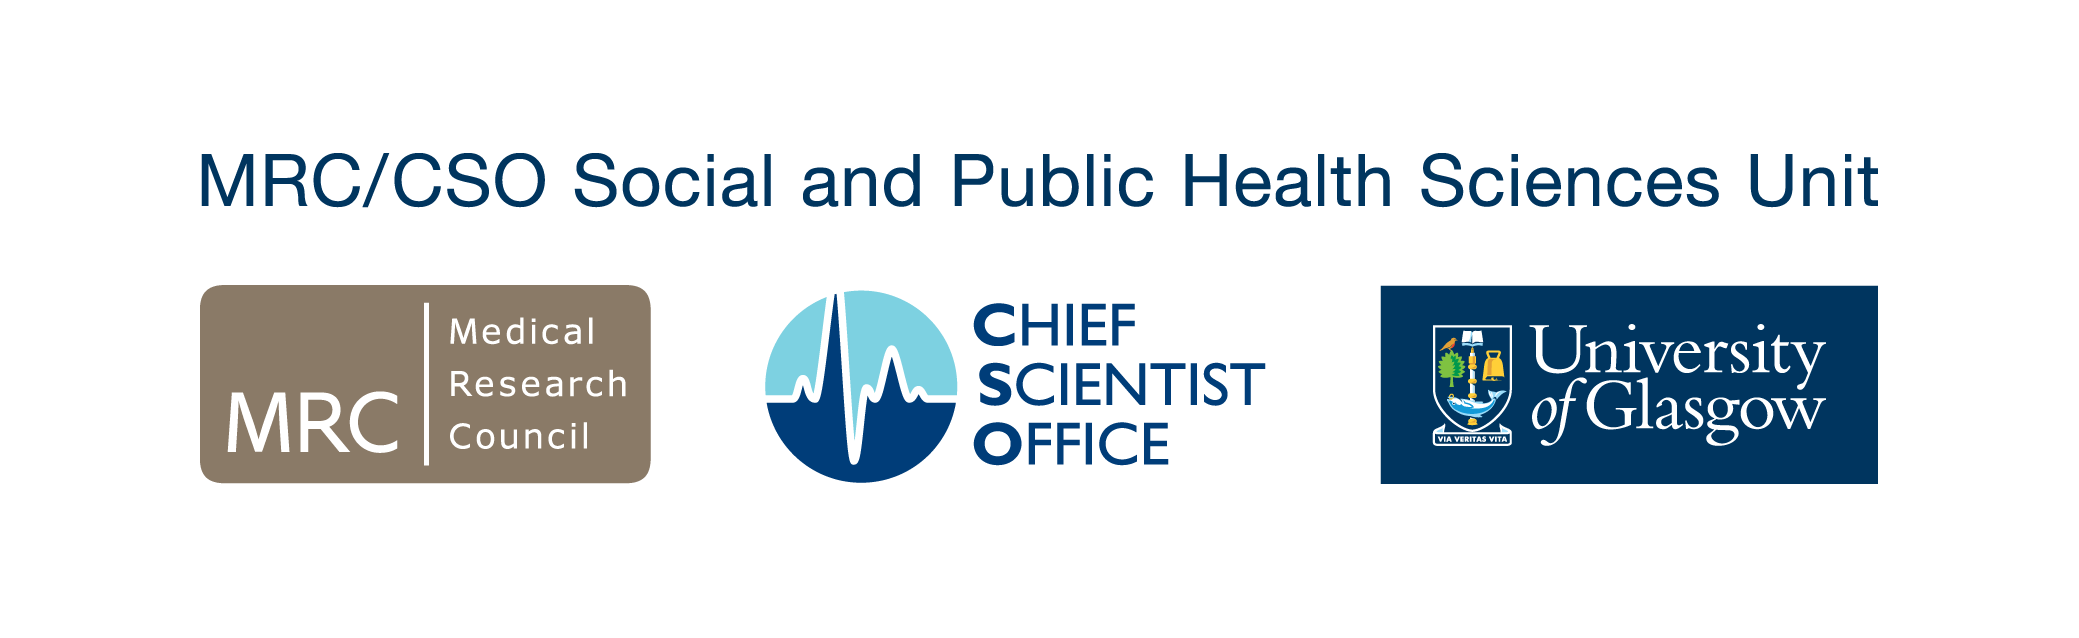 MRC/CSO Social and Public Health Sciences Unit
MRC
Medical
Research
Council
CHIEF
SCIENTIST
OFFICE
University
of Glasgow
VIA VERITAS VITA